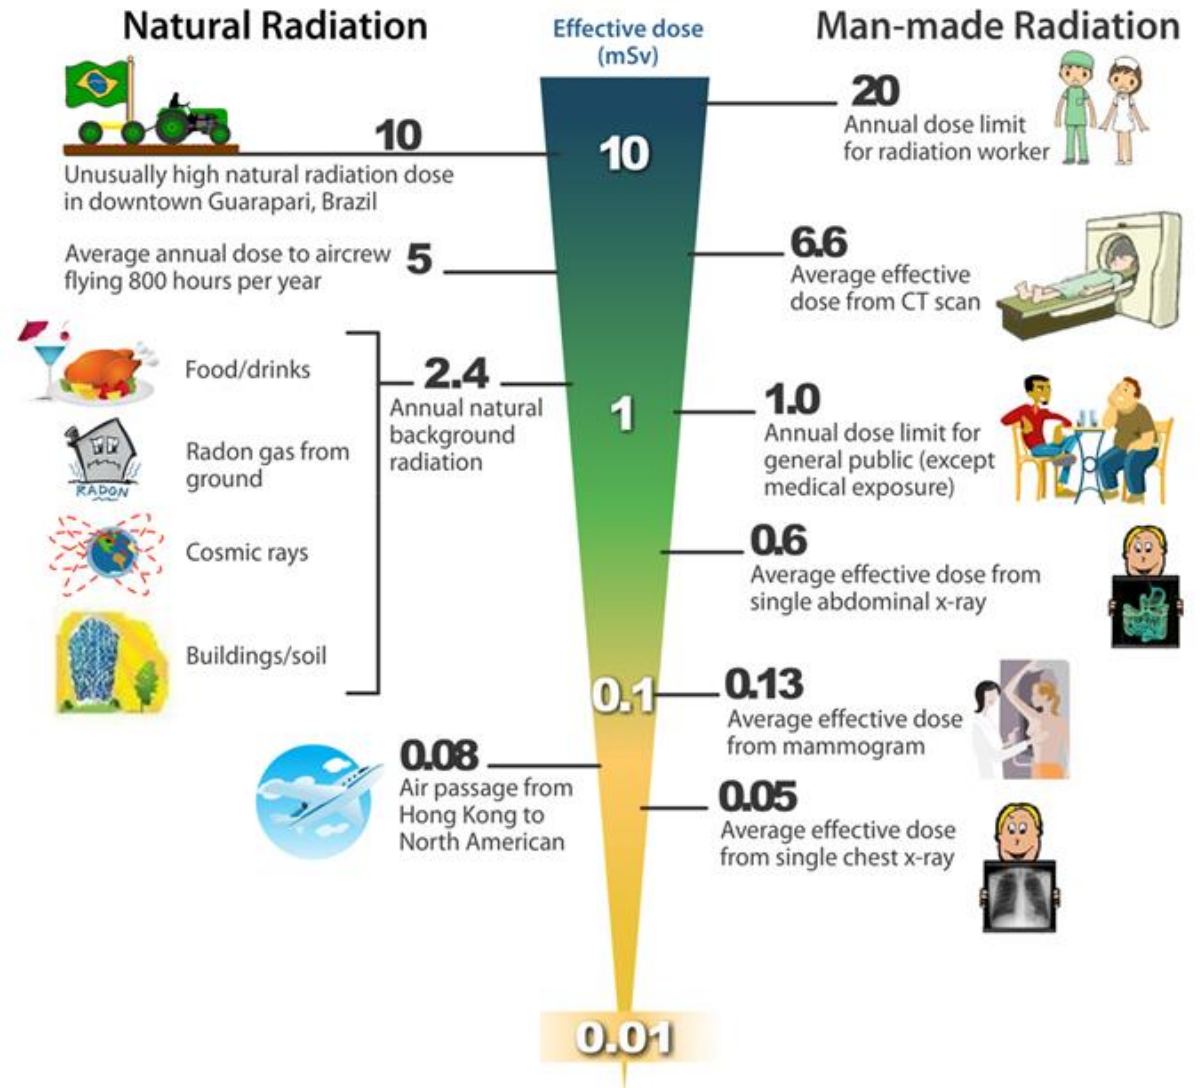 Natural Radiation
Effective dose
(mSv)
Man-made Radiation
10
Unusually high natural radiation dose
in downtown Guarapari, Brazil
Average annual dose to aircrew
flying 800 hours per year
5
Food/drinks
Radon gas from
ground
RADON
Cosmic rays
Buildings/soil
2.4
Annual natural
background
radiation
0.08
Air passage from
Hong Kong to
North American
10
1
0.1
0.01
20
Annual dose limit
for radiation worker
6.6
Average effective
dose from CT scan
1.0
Annual dose limit for
general public (except
medical exposure)
0.6
Average effective dose from
single abdominal x-ray
0.13
Average effective dose
from mammogram
0.05
Average effective dose
from single chest x-ray